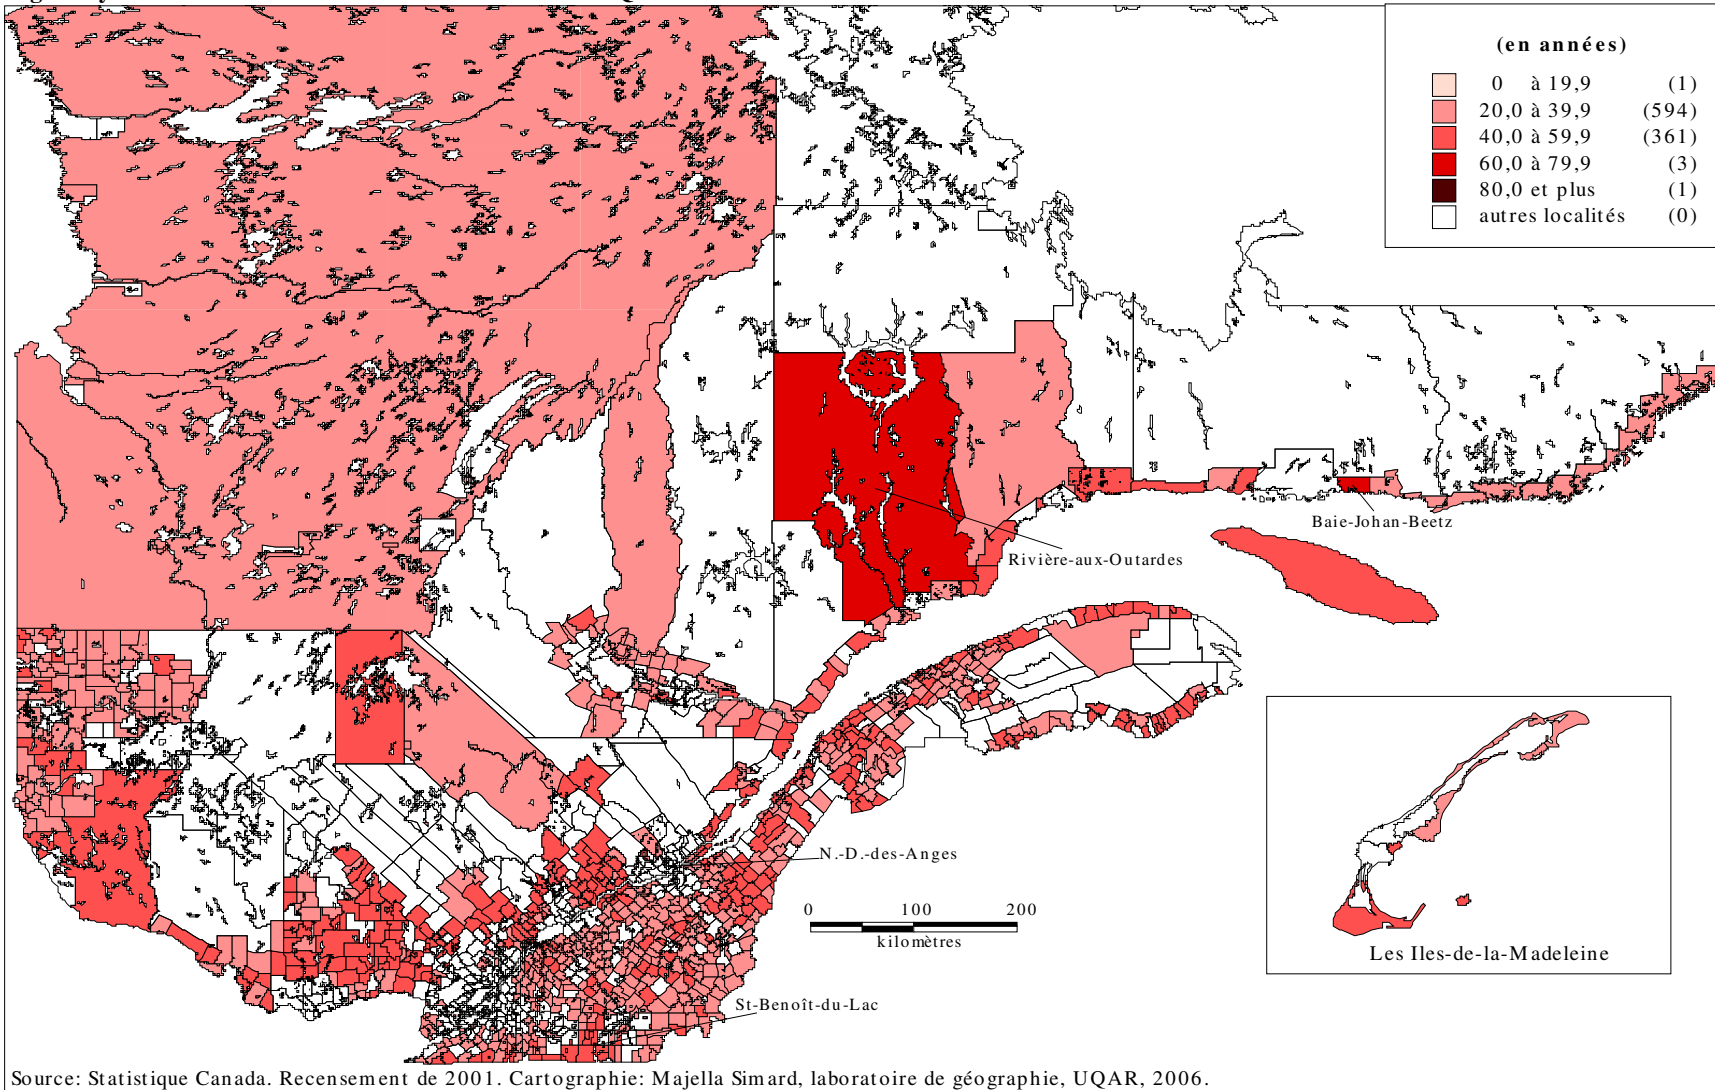 (en années)
0 à 19,9 (1)
20,0 à 39,9 (594)
40,0 à 59,9 (361)
60,0 à 79,9 (3)
80,0 et plus (1)
autres localités (0)
Baie-Johan-Beetz
Rivière-aux-Outardes
N.-D.-des-Anges
0 100 200
kilomètres
Les Iles-de-la-Madeleine
St-Benoît-du-Lac
Source: Statistique Canada. Recensement de 2001. Cartographie: Majella Simard, laboratoire de géographie, UQAR, 2006.